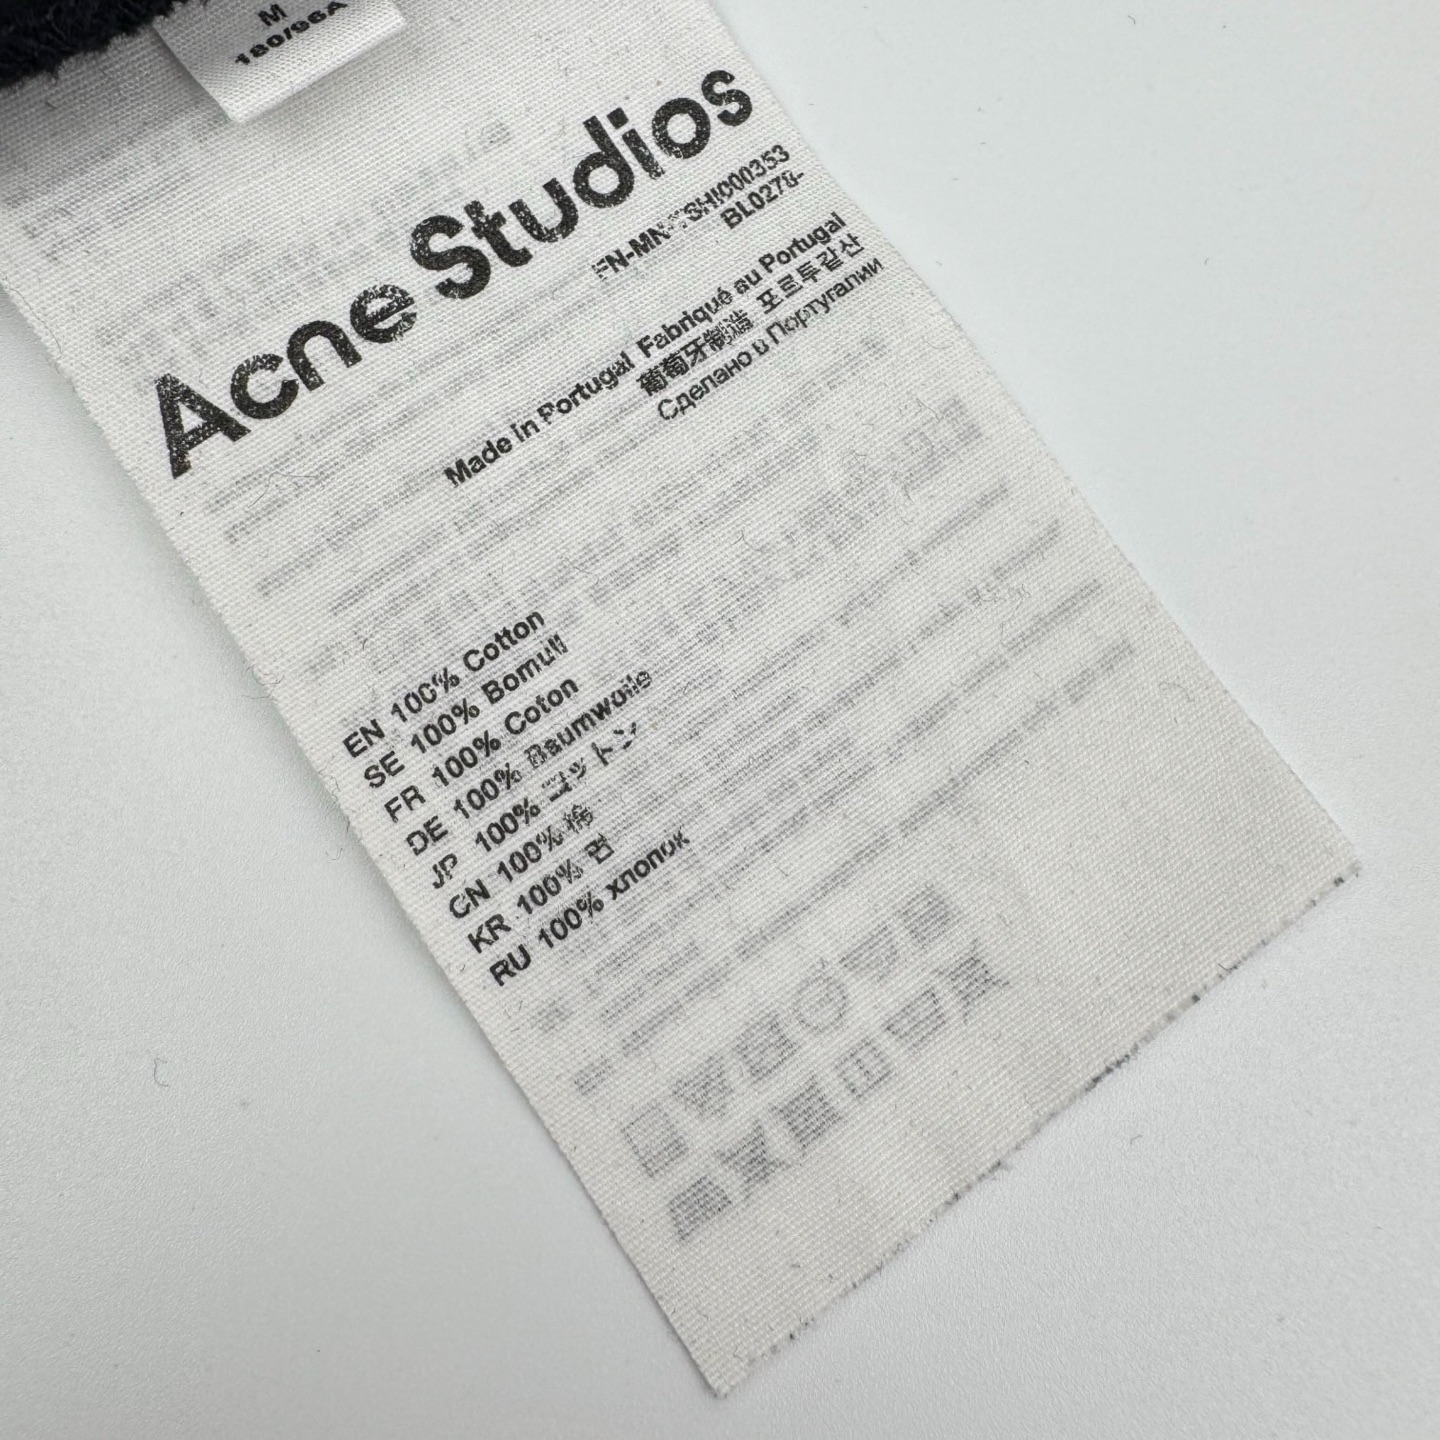 M
180/96A
Acne Studios
FN-MN-TSHI000353
BL0278-
Made in Portugal Fabriqué au Portugal
葡萄牙制造 포르투갈산
Сделано в Португалии
EN 100% Cotton
SE 100% Bomull
FR 100% Coton
DE 100% Baumwolle
JP 100% コットン
CN 100% 棉
KR 100% 면
RU 100% хлопок